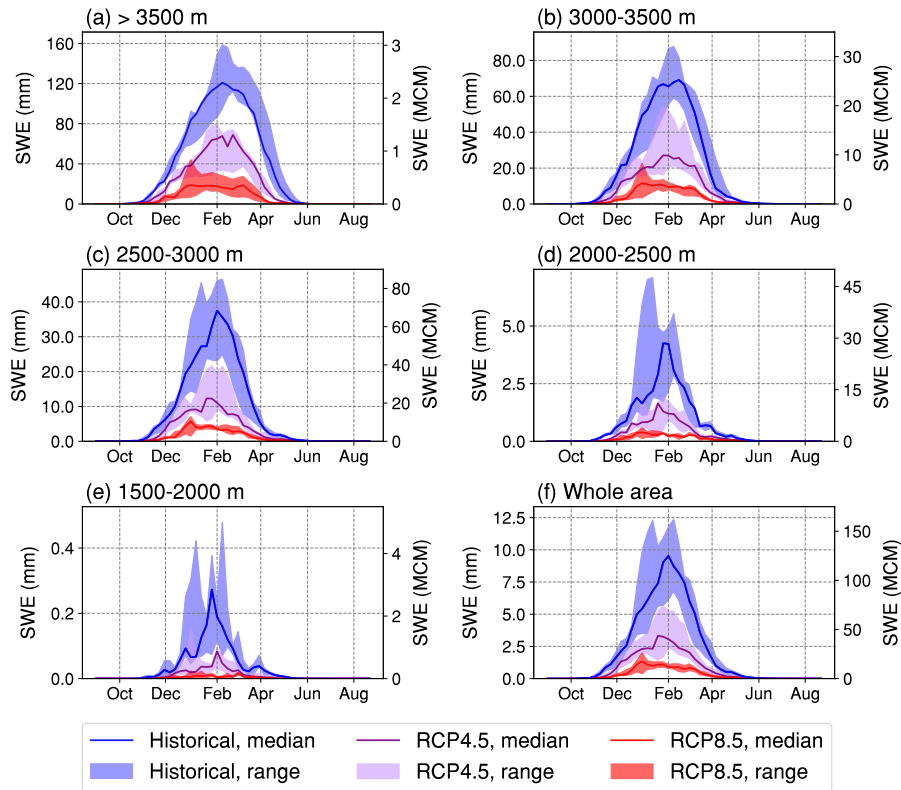 (a) > 3500 m
SWE (mm)
160
120
80
40
0
3
2
1
0
SWE (MCM)
Oct Dec Feb Apr Jun Aug
(b) 3000-3500 m
SWE (mm)
80.0
60.0
40.0
20.0
0.0
30
20
10
0
SWE (MCM)
Oct Dec Feb Apr Jun Aug
(c) 2500-3000 m
SWE (mm)
40.0
30.0
20.0
10.0
0.0
80
60
40
20
0
SWE (MCM)
Oct Dec Feb Apr Jun Aug
(d) 2000-2500 m
SWE (mm)
5.0
2.5
0.0
45
30
15
0
SWE (MCM)
Oct Dec Feb Apr Jun Aug
(e) 1500-2000 m
SWE (mm)
0.4
0.2
0.0
4
2
0
SWE (MCM)
Oct Dec Feb Apr Jun Aug
(f) Whole area
SWE (mm)
12.5
10.0
7.5
5.0
2.5
0.0
150
100
50
0
SWE (MCM)
Oct Dec Feb Apr Jun Aug
Historical, median
RCP4.5, median
RCP8.5, median
Historical, range
RCP4.5, range
RCP8.5, range